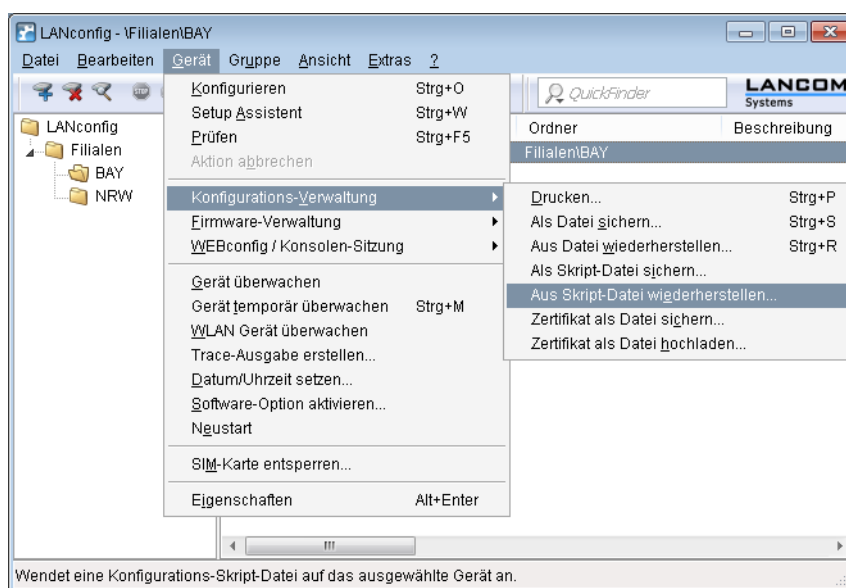 LANconfig - \Filialen\BAY
Datei Bearbeiten Gerät Gruppe Ansicht Extras ?
QuickFinder
LANCOM
Systems
LANconfig
Filialen
BAY
NRW
Konfigurieren Strg+O
Setup Assistent Strg+W
Prüfen Strg+F5
Aktion abbrechen
Konfigurations-Verwaltung
Firmware-Verwaltung
WEBconfig / Konsolen-Sitzung
Gerät überwachen
Gerät temporär überwachen Strg+M
WLAN Gerät überwachen
Trace-Ausgabe erstellen...
Datum/Uhrzeit setzen...
Software-Option aktivieren...
Neustart
SIM-Karte entsperren...
Eigenschaften Alt+Enter
Ordner Beschreibung
Filialen\BAY
Drucken... Strg+P
Als Datei sichern... Strg+S
Aus Datei wiederherstellen... Strg+R
Als Skript-Datei sichern...
Aus Skript-Datei wiederherstellen...
Zertifikat als Datei sichern...
Zertifikat als Datei hochladen...
Wendet eine Konfigurations-Skript-Datei auf das ausgewählte Gerät an.